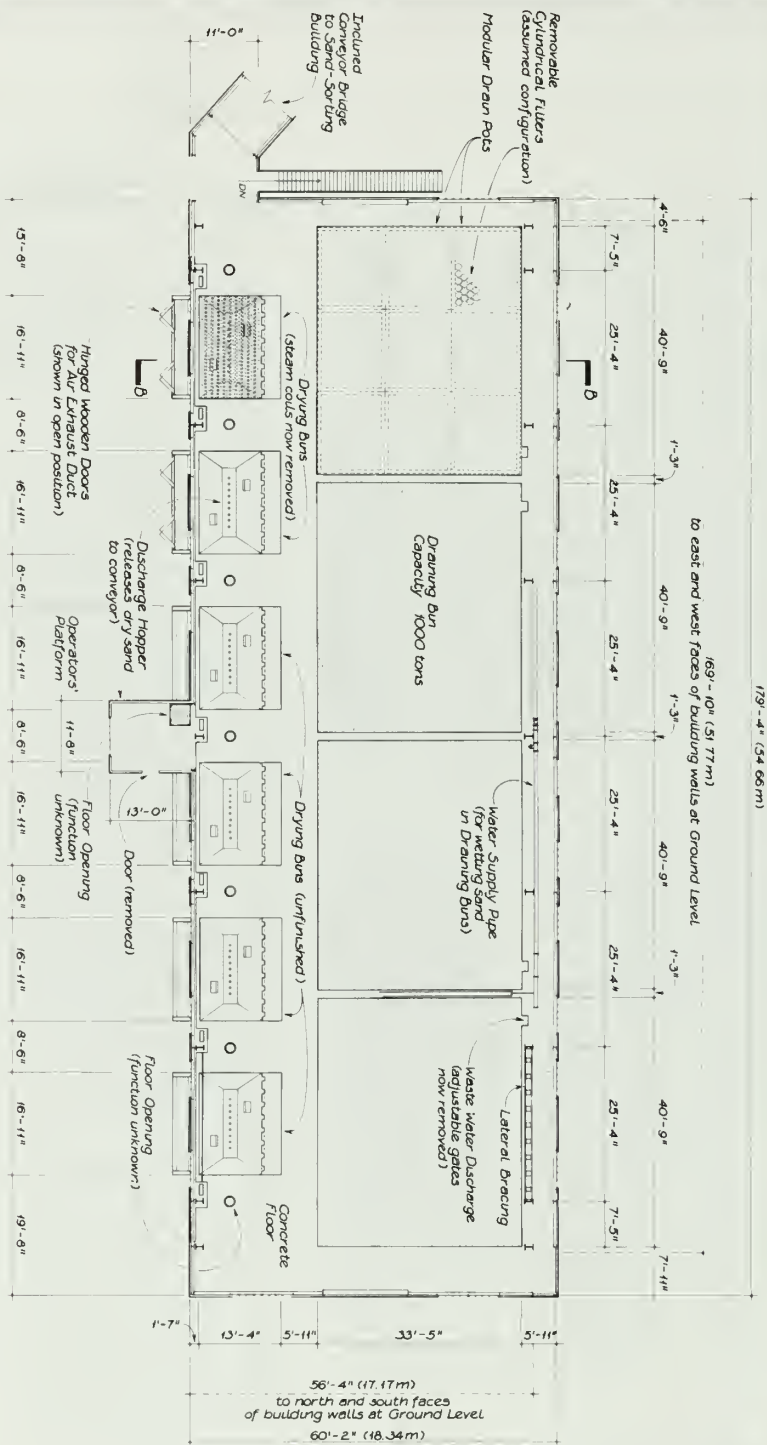 179'-4" (54.66m)
169'-10" (51.77m)
to east and west faces of building walls at Ground Level
4'-6"
40'-9"
1'-3"
40'-9"
1'-3"
40'-9"
1'-3"
40'-9"
7'-11"
7'-5"
25'-4"
25'-4"
25'-4"
25'-4"
25'-4"
25'-4"
7'-5"
Removable
Cylindrical Filters
(assumed configuration)
Modular Drain Pots
Inclined
Conveyor Bridge
to Sand-Sorting
Building
11'-0"
DN
B
B
Draining Bin
Capacity 1000 tons
Water Supply Pipe
(for wetting sand
in Draining Bins)
Lateral Bracing
Waste Water Discharge
(adjustable gates
now removed)
Drying Bins
(steam coils now removed)
Drying Bins (unfinished)
Concrete
Floor
Hinged Wooden Doors
for Air Exhaust Duct
(shown in open position)
Discharge Hopper
(releases dry sand
to conveyor)
Operators'
Platform
11'-8"
13'-0"
Floor Opening
(function
unknown)
Door (removed)
Floor Opening
(function unknown)
15'-8"
16'-11"
8'-6"
16'-11"
8'-6"
16'-11"
8'-6"
16'-11"
8'-6"
16'-11"
8'-6"
16'-11"
19'-8"
1'-7"
13'-4"
5'-11"
33'-5"
5'-11"
56'-4" (17.17m)
to north and south faces
of building walls at Ground Level
60'-2" (18.34m)